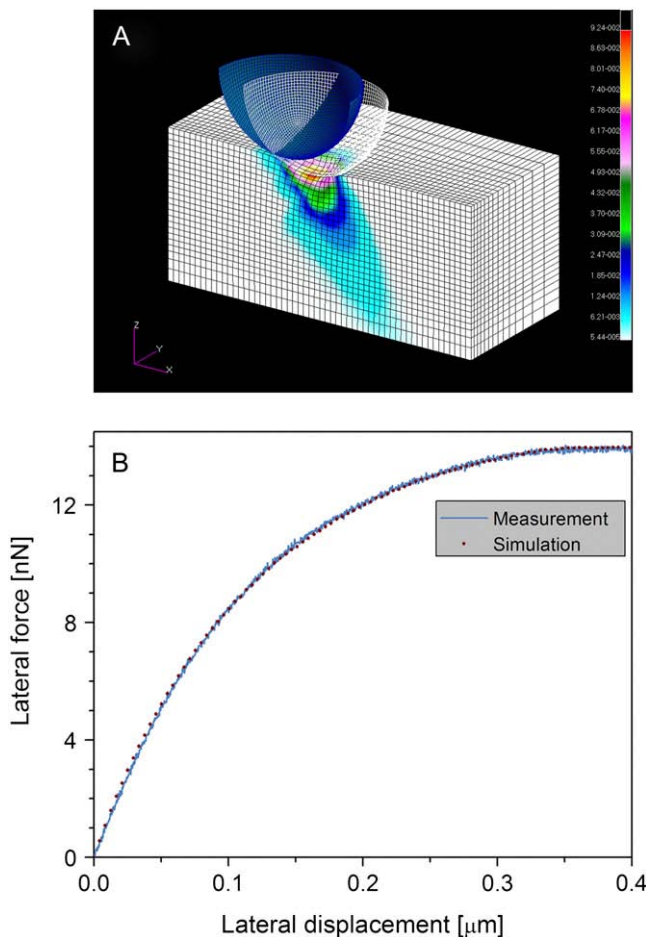 A
9.24-002
8.63-002
8.01-002
7.40-002
6.78-002
6.17-002
5.55-002
4.93-002
4.32-002
3.70-002
3.09-002
2.47-002
1.85-002
1.24-002
6.21-003
5.44-005
Z
Y
X
B
12
8
4
0
Lateral force [nN]
Measurement
Simulation
0.0 0.1 0.2 0.3 0.4
Lateral displacement [μm]